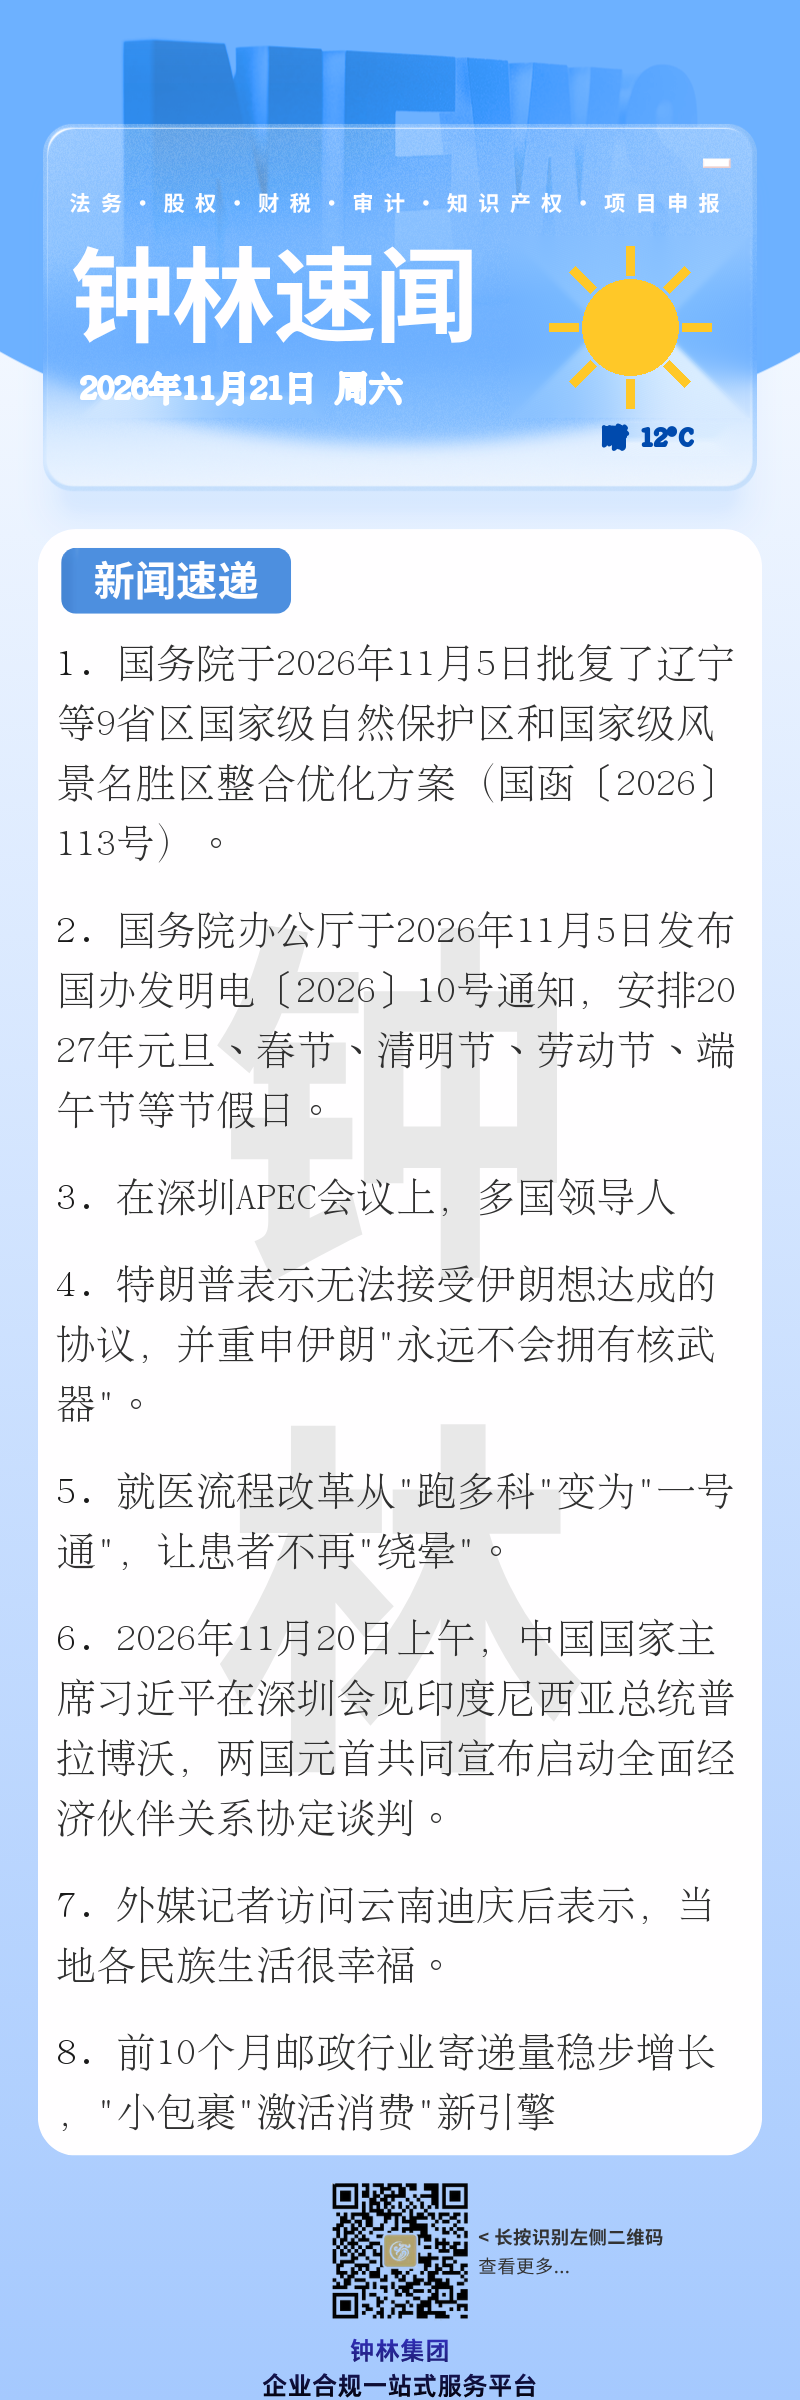 NEWS
法务・股权・财税・审计・知识产权・项目申报
钟林速闻
2026年11月21日 周六
晴 12°C
新闻速递
1. 国务院于2026年11月5日批复了辽宁
等9省区国家级自然保护区和国家级风
景名胜区整合优化方案（国函〔2026〕
113号）。
2. 国务院办公厅于2026年11月5日发布
国办发明电〔2026〕10号通知，安排20
27年元旦、春节、清明节、劳动节、端
午节等节假日。
3. 在深圳APEC会议上，多国领导人
4. 特朗普表示无法接受伊朗想达成的
协议，并重申伊朗"永远不会拥有核武
器"。
5. 就医流程改革从"跑多科"变为"一号
通"，让患者不再"绕晕"。
6. 2026年11月20日上午，中国国家主
席习近平在深圳会见印度尼西亚总统普
拉博沃，两国元首共同宣布启动全面经
济伙伴关系协定谈判。
7. 外媒记者访问云南迪庆后表示，当
地各民族生活很幸福。
8. 前10个月邮政行业寄递量稳步增长
，"小包裹"激活消费"新引擎
钟
林
< 长按识别左侧二维码
查看更多...
钟林集团
企业合规一站式服务平台